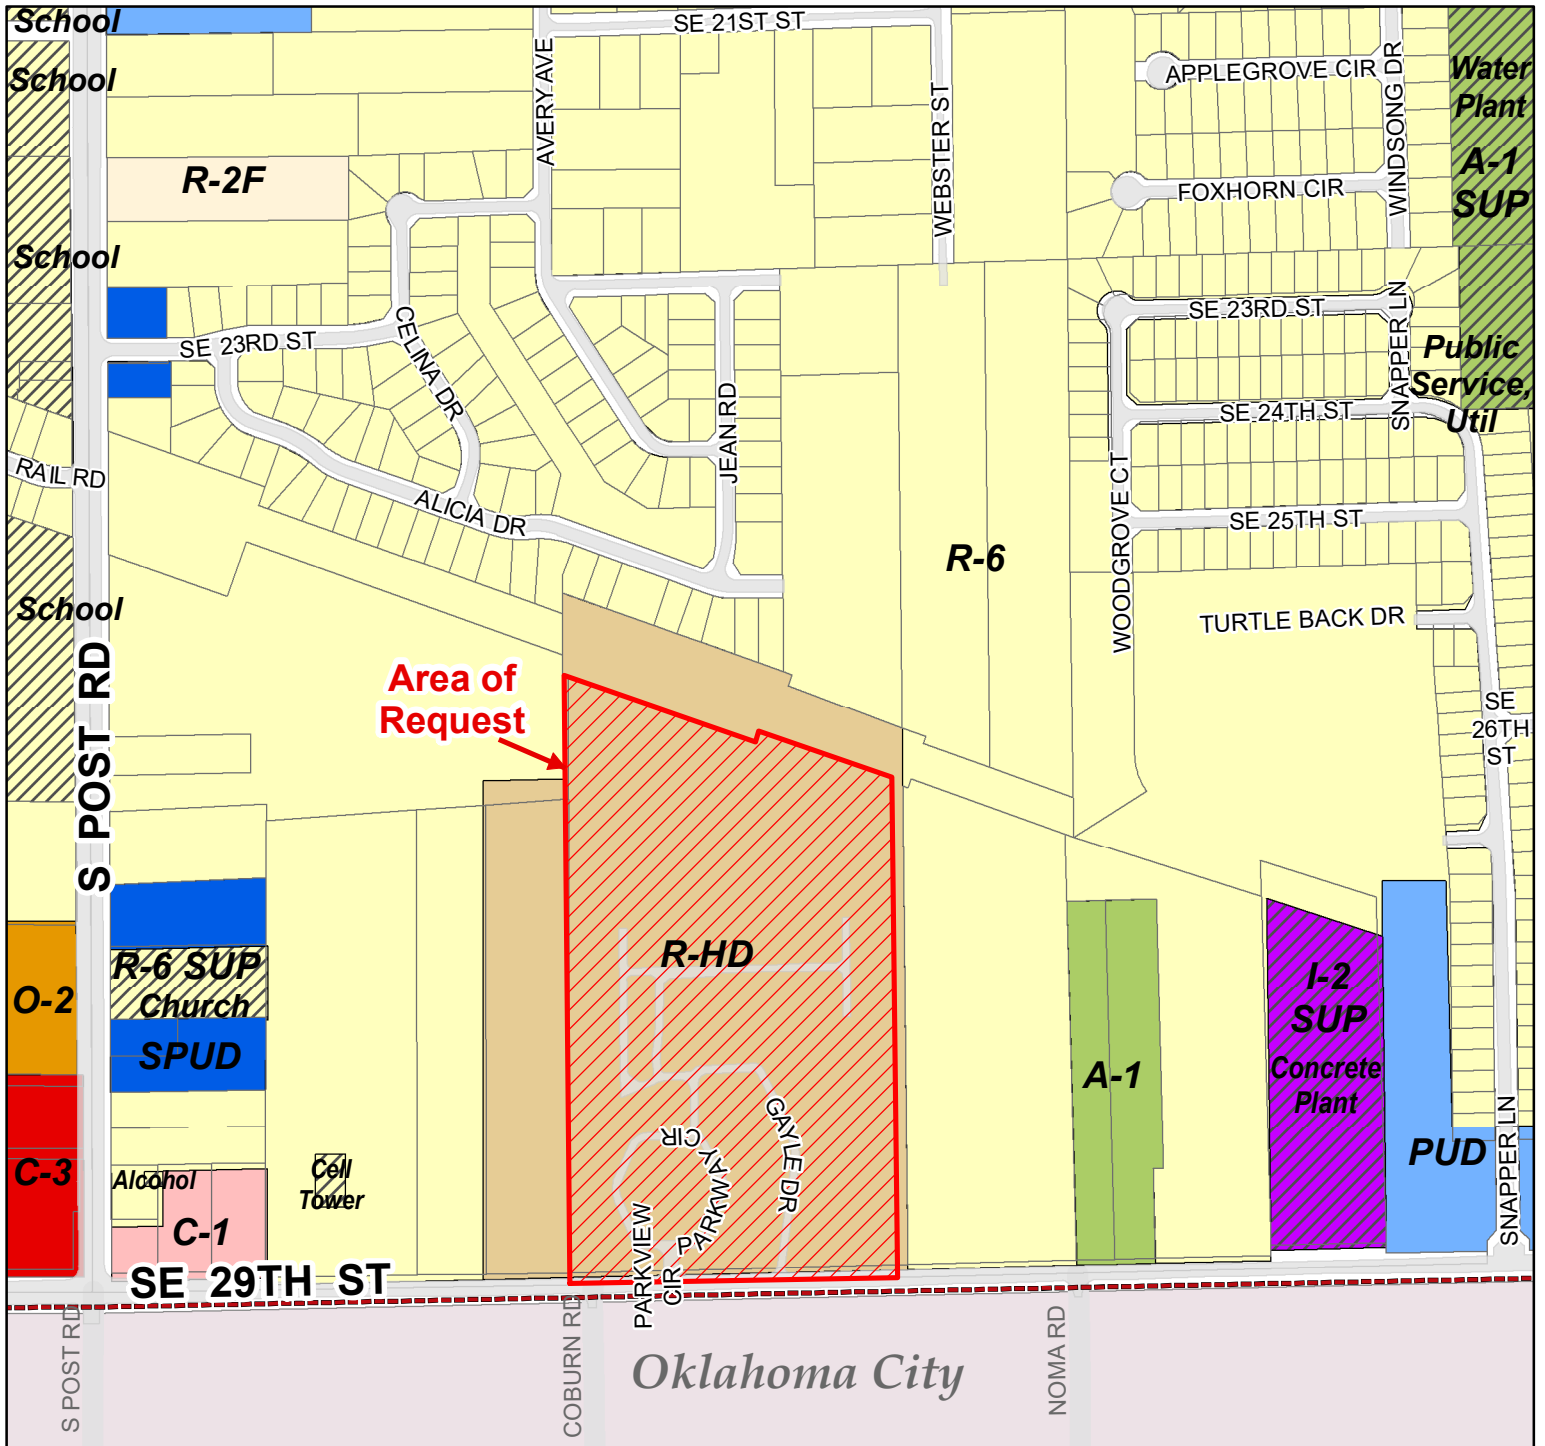 School
SE 21ST ST
AVERY AVE
School
APPLEGROVE CIR
WINDSONG DR
Water
Plant
WEBSTER ST
R-2F
A-1
SUP
FOXHORN CIR
School
CELINA DR
SE 23RD ST
SE 23RD ST
SNAPPER LN
Public
Service,
Util
SE 24TH ST
JEAN RD
RAIL RD
ALICIA DR
WOODGROVE CT
SE 25TH ST
R-6
School
TURTLE BACK DR
S POST RD
Area of
Request
SE
26TH
ST
R-HD
R-6 SUP
Church
O-2
SPUD
I-2
SUP
Concrete
Plant
A-1
GAYLE DR
PARKWAY
CIR
PUD
SNAPPER LN
C-3
Alcohol
Cell
Tower
C-1
PARKVIEW
CIR
SE 29TH ST
S POST RD
COBURN RD
NOMA RD
Oklahoma City